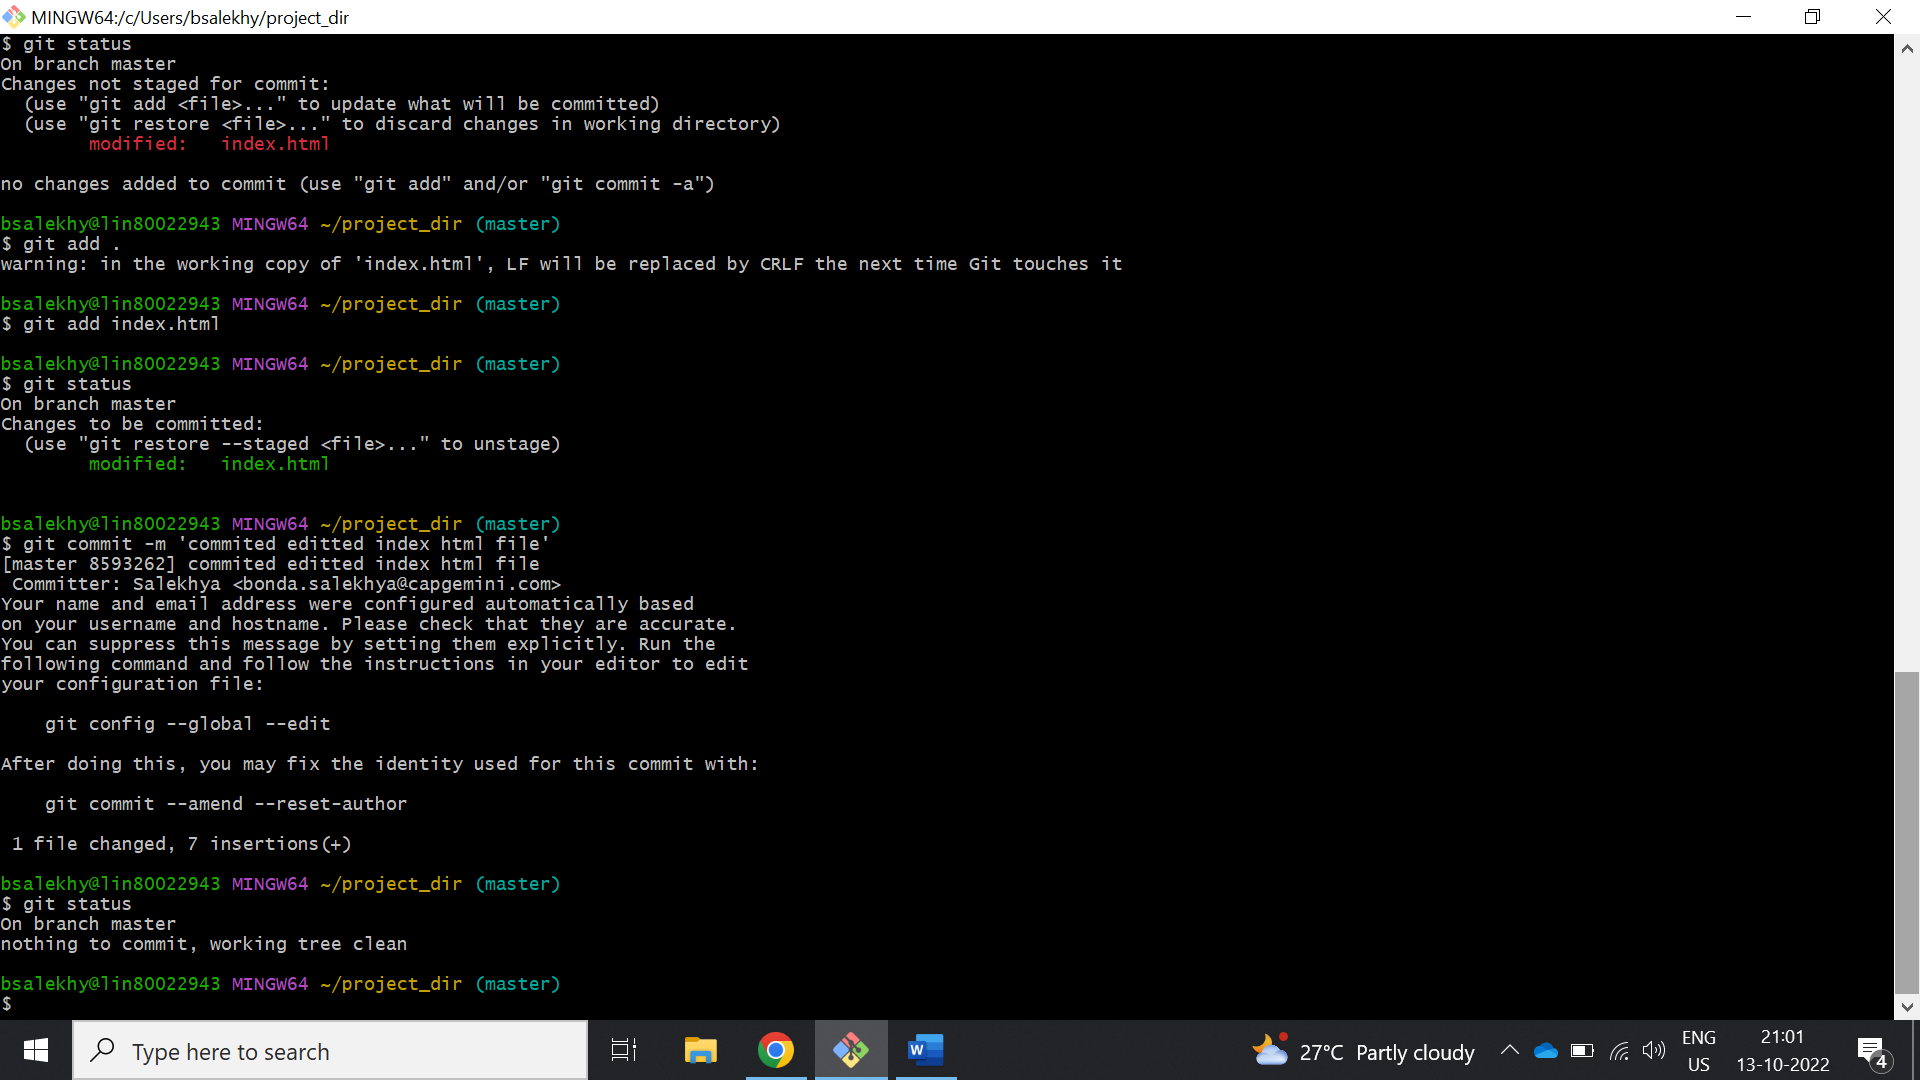 MINGW64:/c/Users/bsalekhy/project_dir
$ git status
On branch master
Changes not staged for commit:
  (use "git add <file>..." to update what will be committed)
  (use "git restore <file>..." to discard changes in working directory)
        modified:   index.html

no changes added to commit (use "git add" and/or "git commit -a")

bsalekhy@lin80022943 MINGW64 ~/project_dir (master)
$ git add .
warning: in the working copy of 'index.html', LF will be replaced by CRLF the next time Git touches it

bsalekhy@lin80022943 MINGW64 ~/project_dir (master)
$ git add index.html

bsalekhy@lin80022943 MINGW64 ~/project_dir (master)
$ git status
On branch master
Changes to be committed:
  (use "git restore --staged <file>..." to unstage)
        modified:   index.html

bsalekhy@lin80022943 MINGW64 ~/project_dir (master)
$ git commit -m 'commited editted index html file'
[master 8593262] commited editted index html file
 Committer: Salekhya <bonda.salekhya@capgemini.com>
Your name and email address were configured automatically based
on your username and hostname. Please check that they are accurate.
You can suppress this message by setting them explicitly. Run the
following command and follow the instructions in your editor to edit
your configuration file:

    git config --global --edit

After doing this, you may fix the identity used for this commit with:

    git commit --amend --reset-author

 1 file changed, 7 insertions(+)

bsalekhy@lin80022943 MINGW64 ~/project_dir (master)
$ git status
On branch master
nothing to commit, working tree clean

bsalekhy@lin80022943 MINGW64 ~/project_dir (master)
$
Type here to search
W
27°C Partly cloudy
ENG
US
21:01
13-10-2022
4